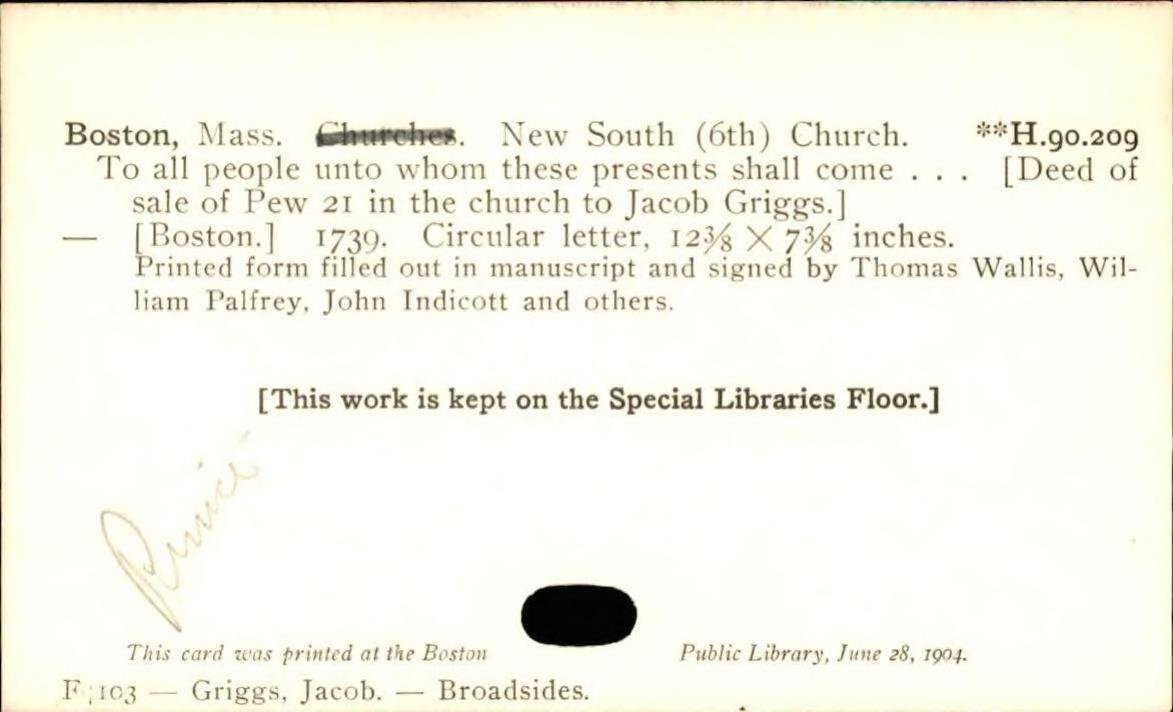 Boston, Mass. Churches. New South (6th) Church. **H.90.209
To all people unto whom these presents shall come . . . [Deed of
sale of Pew 21 in the church to Jacob Griggs.]
— [Boston.] 1739. Circular letter, 12⅜ × 7⅜ inches.
Printed form filled out in manuscript and signed by Thomas Wallis, Wil-
liam Palfrey, John Indicott and others.
[This work is kept on the Special Libraries Floor.]
This card was printed at the Boston Public Library, June 28, 1904.
F;103 — Griggs, Jacob. — Broadsides.